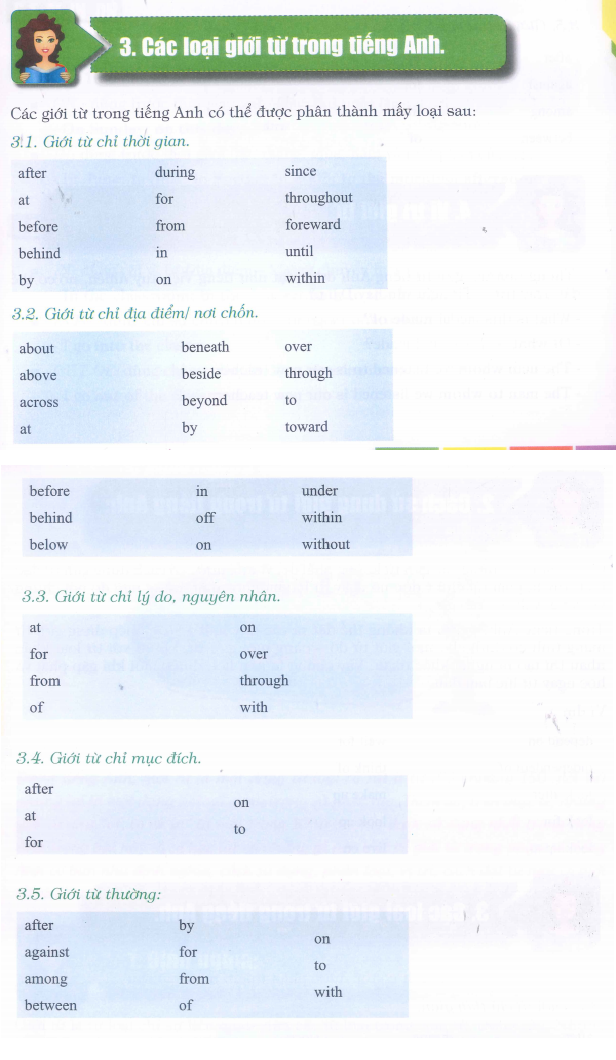 3. Các loại giới từ trong tiếng Anh.
Các giới từ trong tiếng Anh có thể được phân thành mấy loại sau:
3.1. Giới từ chỉ thời gian.
after during since
at for throughout
before from foreward
behind in until
by on within
3.2. Giới từ chỉ địa điểm/ nơi chốn.
about beneath over
above beside through
across beyond to
at by toward
before in under
behind off within
below on without
3.3. Giới từ chỉ lý do, nguyên nhân.
at on
for over
from through
of with
3.4. Giới từ chỉ mục đích.
after
on
at
to
for
3.5. Giới từ thường:
after by
on
against for
to
among from
with
between of